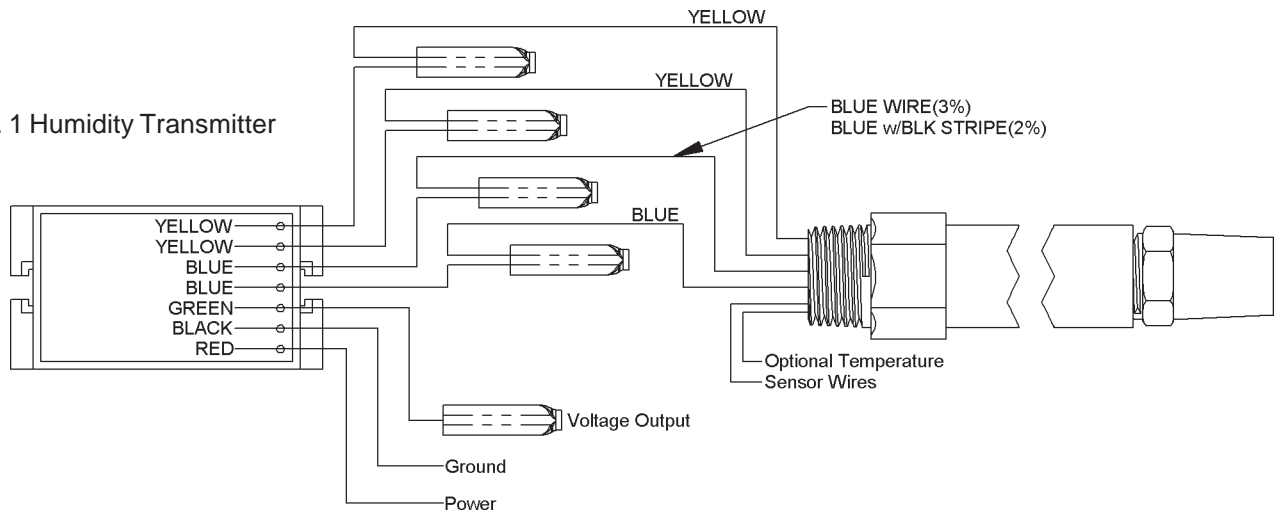 YELLOW
YELLOW
BLUE WIRE(3%)
BLUE w/BLK STRIPE(2%)
. 1 Humidity Transmitter
BLUE
YELLOW
YELLOW
BLUE
BLUE
GREEN
BLACK
RED
Optional Temperature
Sensor Wires
Voltage Output
Ground
Power